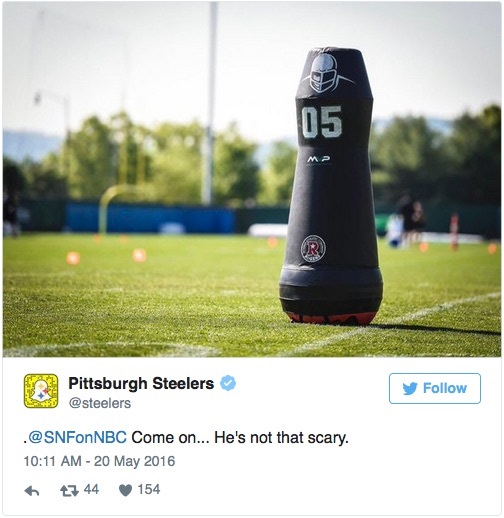 05
MVP
R
Pittsburgh Steelers
@steelers
Follow
.@SNFonNBC Come on... He's not that scary.
10:11 AM - 20 May 2016
44
154